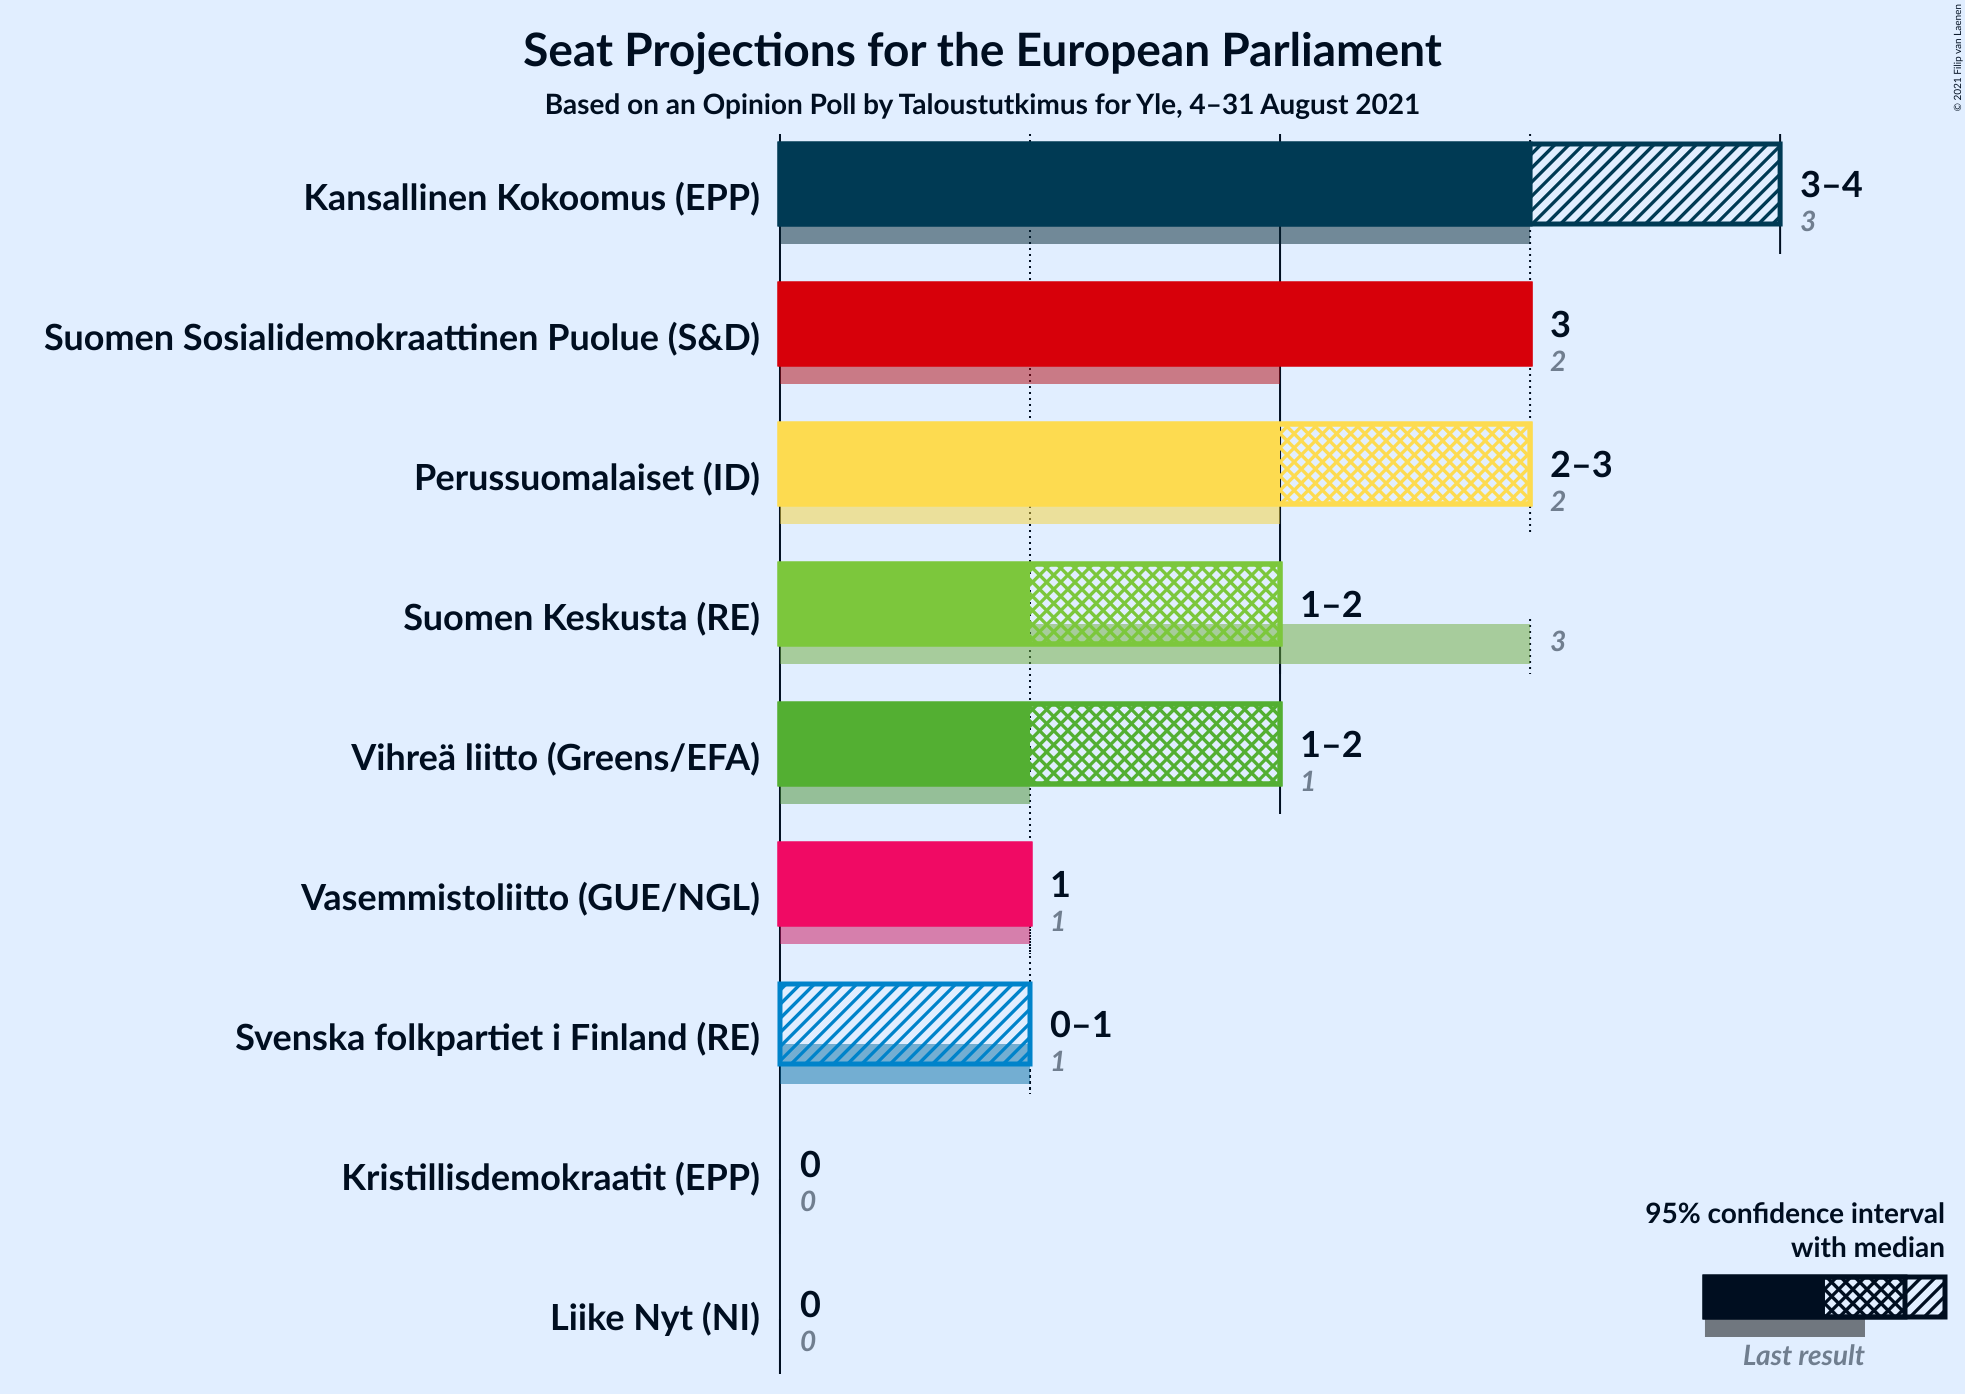 Seat Projections for the European Parliament
Based on an Opinion Poll by Taloustutkimus for Yle, 4–31 August 2021
© 2021 Filip van Laenen
Kansallinen Kokoomus (EPP)
3–4
3
Suomen Sosialidemokraattinen Puolue (S&D)
3
2
Perussuomalaiset (ID)
2–3
2
Suomen Keskusta (RE)
1–2
3
Vihreä liitto (Greens/EFA)
1–2
1
Vasemmistoliitto (GUE/NGL)
1
1
Svenska folkpartiet i Finland (RE)
0–1
1
Kristillisdemokraatit (EPP)
0
0
Liike Nyt (NI)
0
0
95% confidence interval
with median
Last result